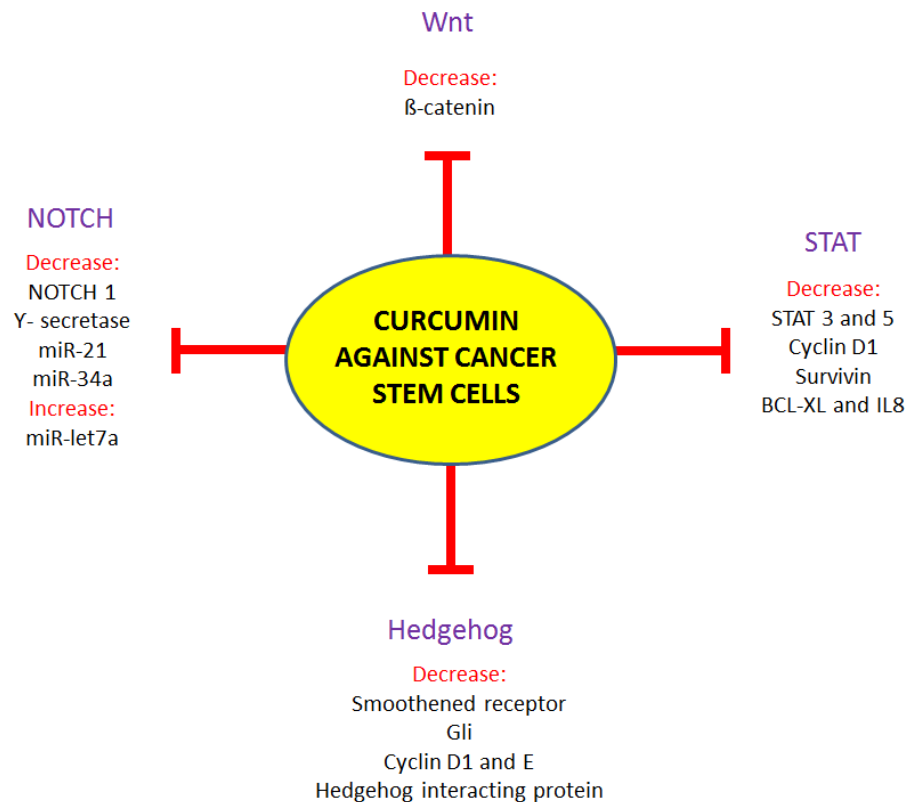 Wnt
Decrease:
ß-catenin
NOTCH
Decrease:
NOTCH 1
Y- secretase
miR-21
miR-34a
Increase:
miR-let7a
CURCUMIN
AGAINST CANCER
STEM CELLS
STAT
Decrease:
STAT 3 and 5
Cyclin D1
Survivin
BCL-XL and IL8
Hedgehog
Decrease:
Smoothened receptor
Gli
Cyclin D1 and E
Hedgehog interacting protein